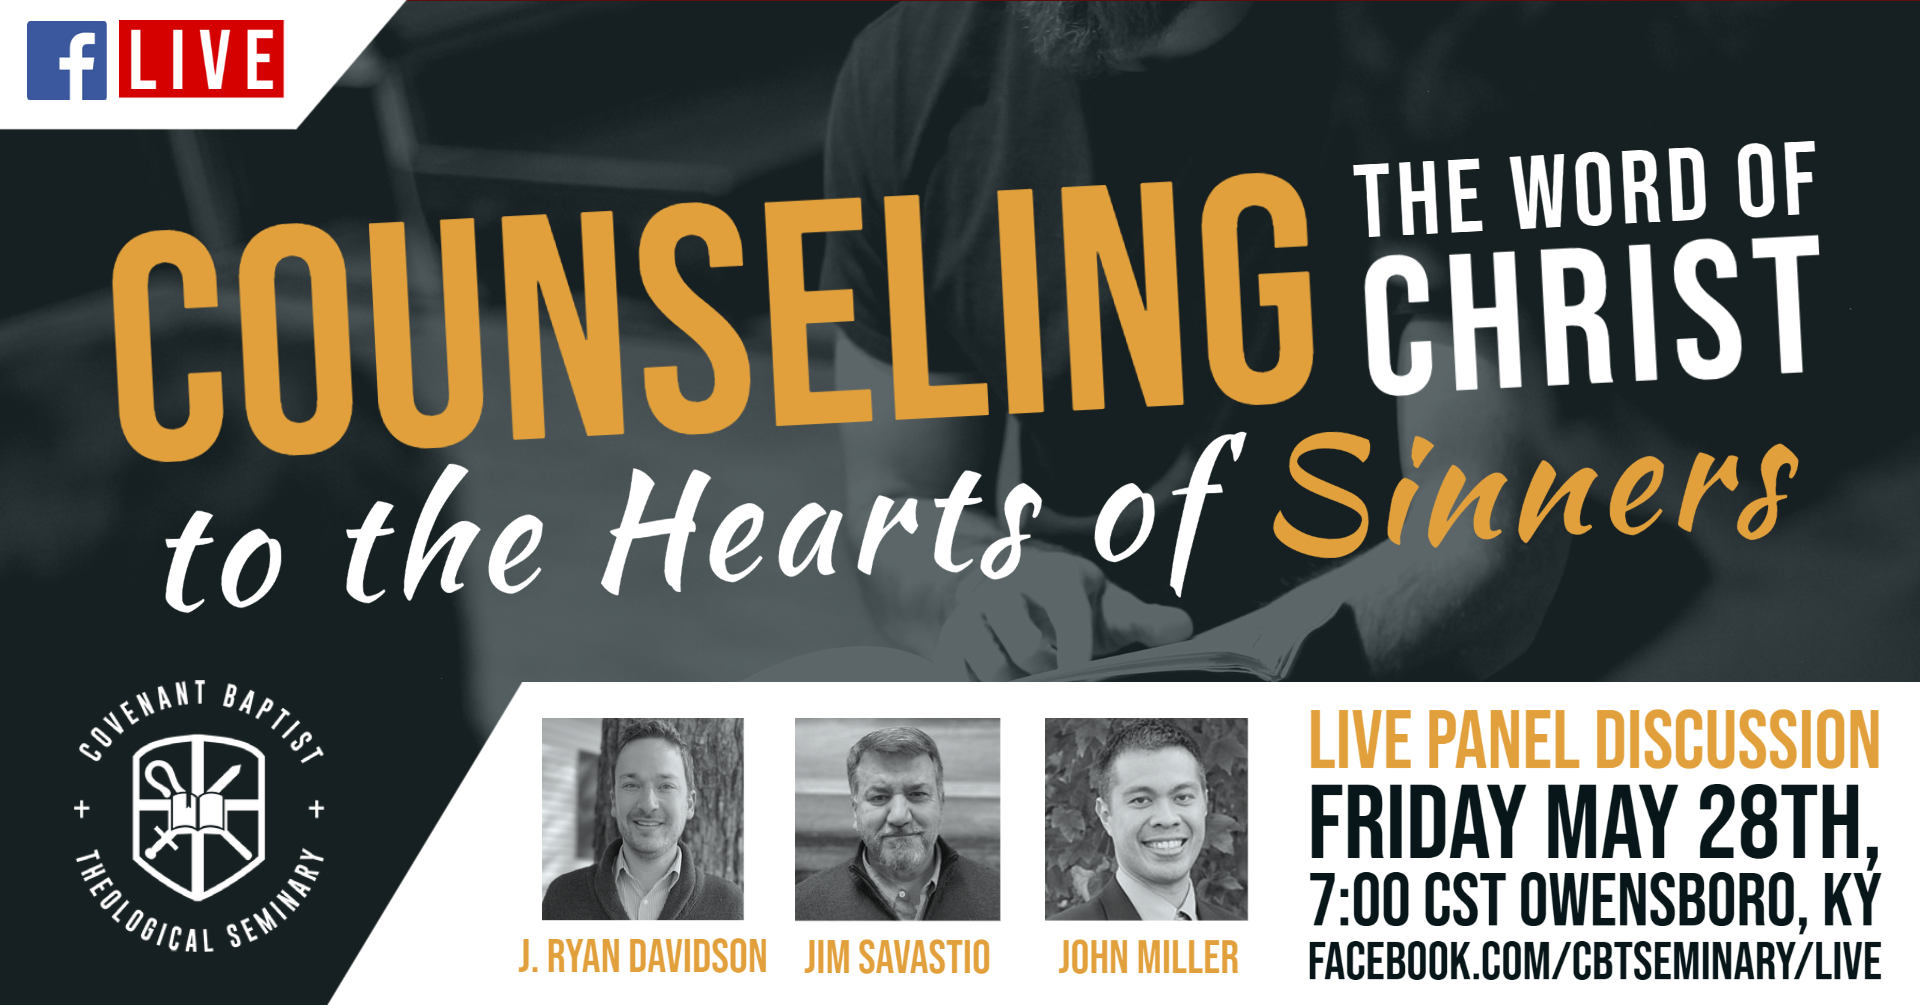 f LIVE
COUNSELING THE WORD OF CHRIST
to the Hearts of Sinners
COVENANT BAPTIST
THEOLOGICAL SEMINARY
J. RYAN DAVIDSON
JIM SAVASTIO
JOHN MILLER
LIVE PANEL DISCUSSION
FRIDAY MAY 28TH,
7:00 CST OWENSBORO, KY
FACEBOOK.COM/CBTSEMINARY/LIVE